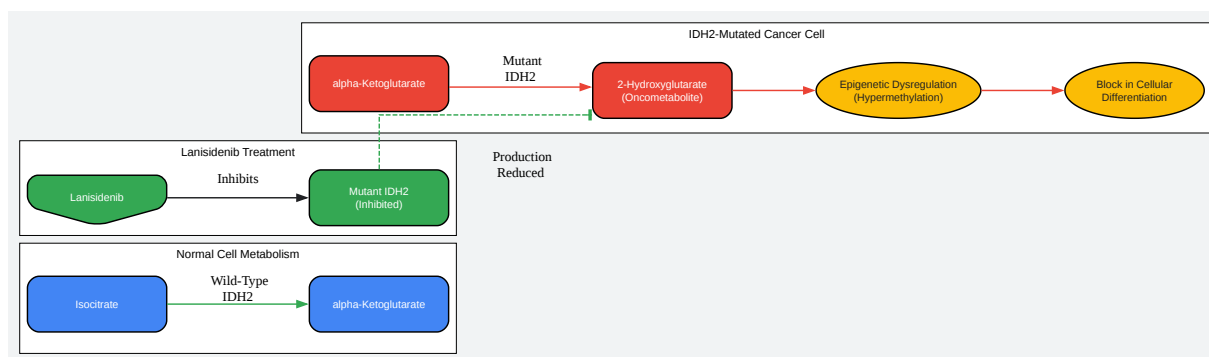 IDH2-Mutated Cancer Cell
alpha-Ketoglutarate
Mutant
IDH2
2-Hydroxyglutarate
(Oncometabolite)
Epigenetic Dysregulation
(Hypermethylation)
Block in Cellular
Differentiation
Lanisidenib Treatment
Lanisidenib
Inhibits
Mutant IDH2
(Inhibited)
Production
Reduced
Normal Cell Metabolism
Isocitrate
Wild-Type
IDH2
alpha-Ketoglutarate